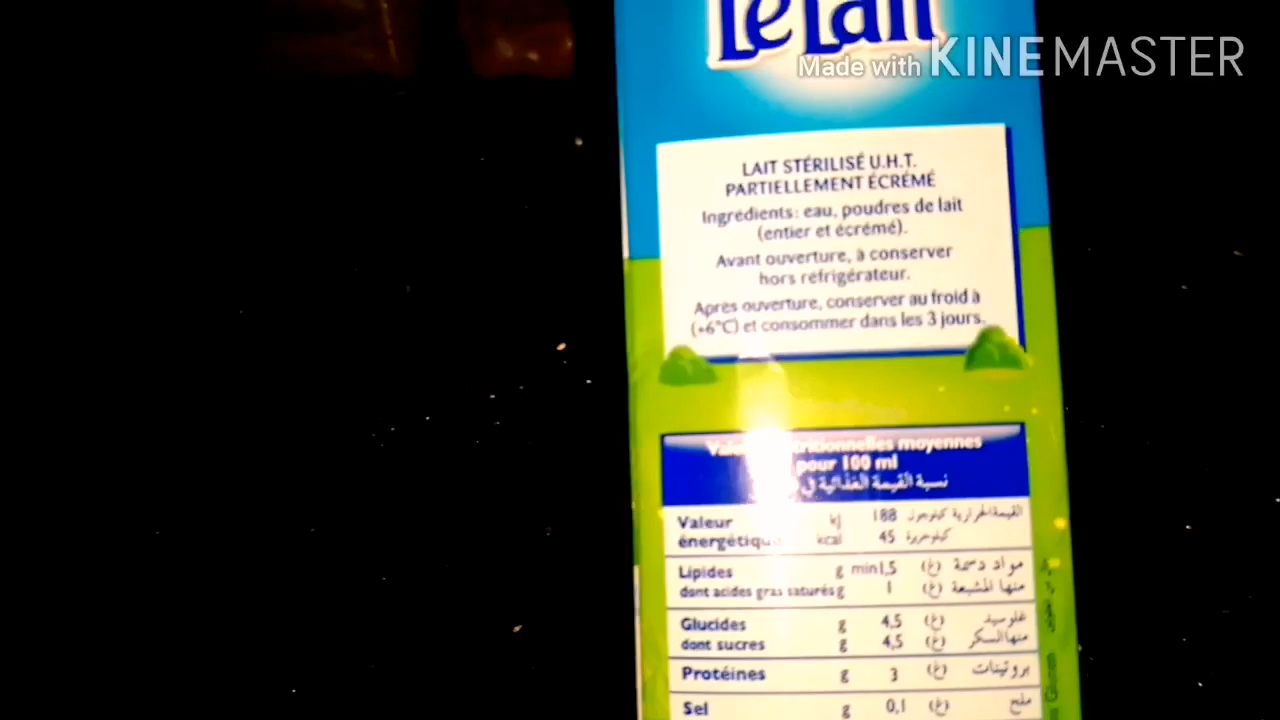 Le Lait
Made with KINEMASTER
LAIT STÉRILISÉ U.H.T.
PARTIELLEMENT ÉCRÉMÉ
Ingrédients: eau, poudres de lait
(entier et écrémé).
Avant ouverture, à conserver
hors réfrigérateur.
Après ouverture, conserver au froid à
(+6°C) et consommer dans les 3 jours.
moyennes
pour 100 ml
نسبة القيمة الغذائية في
Valeur kj 188 القيمة الحرارية كيلوجول
énergétique kcal 45 كيلوحريرة
Lipides g min1,5 (غ) مواد دسمة
dont acides gras saturés g 1 (غ) منها المشبعة
Glucides g 4,5 (غ) غلوسيد
dont sucres g 4,5 (غ) منها السكر
Protéines g 3 (غ) بروتينات
Sel g 0,1 (غ) ملح